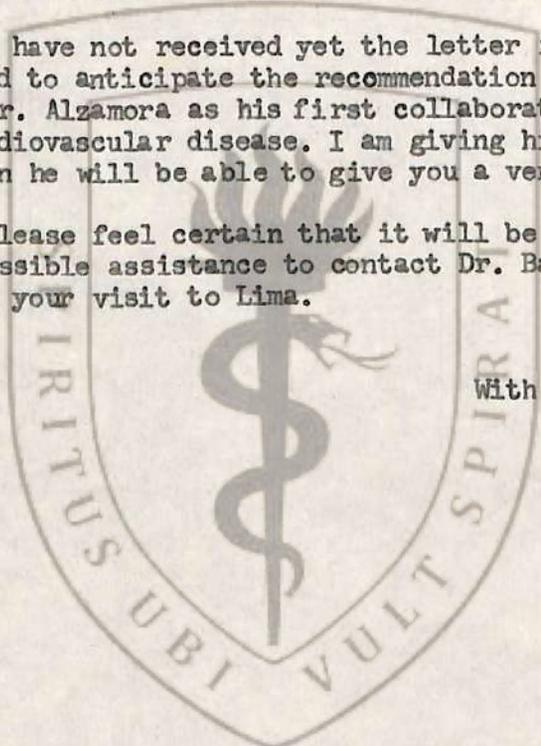 have not received yet the letter
d to anticipate the recommendation
r. Alzamora as his first collaborat
diovascular disease. I am giving h
n he will be able to give you a ver
lease feel certain that it will be
ssible assistance to contact Dr. Ba
your visit to Lima.
With
SPIRITUS UBI VULT SPIRAT